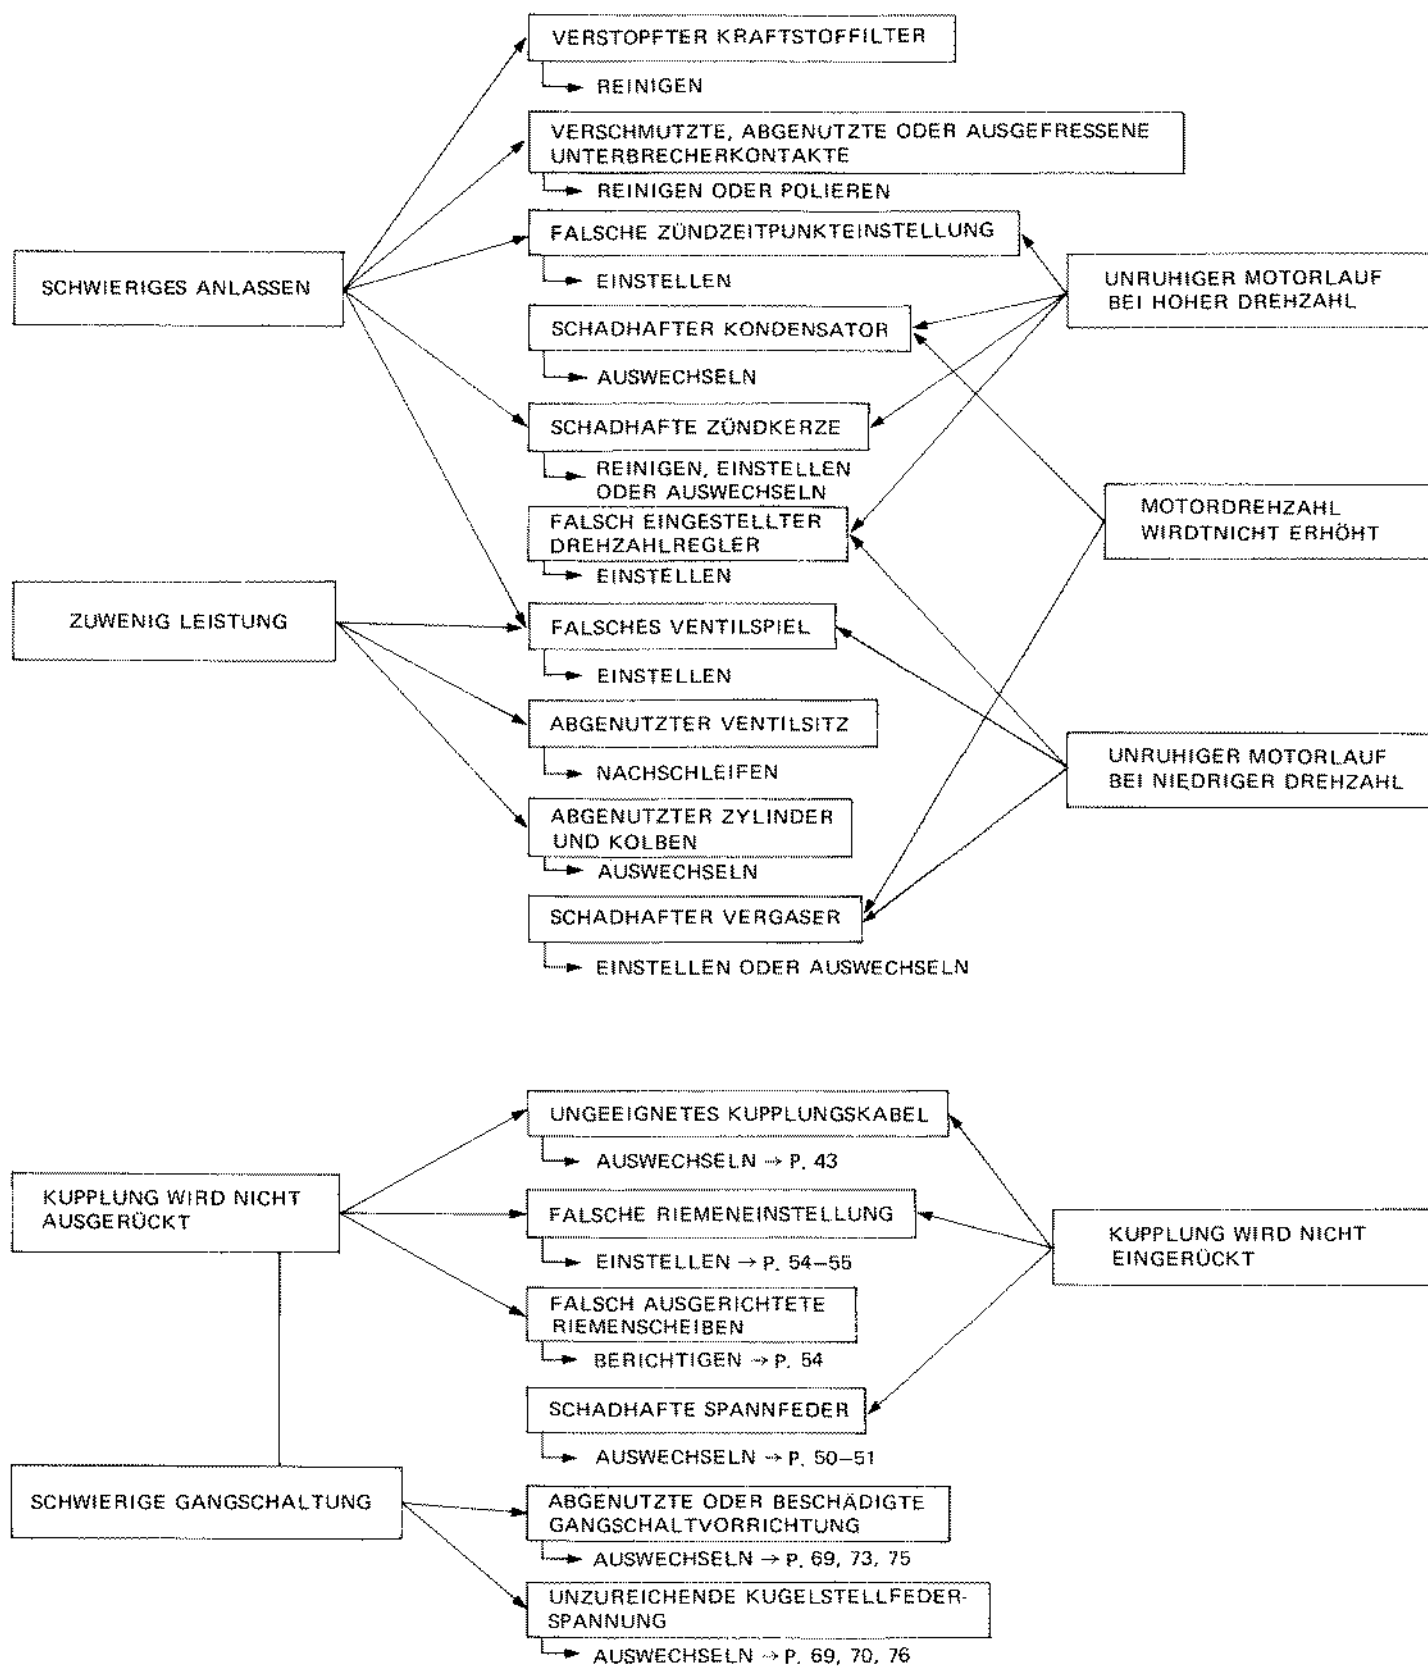 VERSTOPFTER KRAFTSTOFFILTER
REINIGEN
VERSCHMUTZTE, ABGENUTZTE ODER AUSGEFRESSENE
UNTERBRECHERKONTAKTE
REINIGEN ODER POLIEREN
FALSCHE ZÜNDZEITPUNKTEINSTELLUNG
EINSTELLEN
SCHWIERIGES ANLASSEN
UNRUHIGER MOTORLAUF
BEI HOHER DREHZAHL
SCHADHAFTER KONDENSATOR
AUSWECHSELN
SCHADHAFTE ZÜNDKERZE
REINIGEN, EINSTELLEN
ODER AUSWECHSELN
FALSCH EINGESTELLTER
DREHZAHLREGLER
EINSTELLEN
MOTORDREHZAHL
WIRDTNICHT ERHÖHT
ZUWENIG LEISTUNG
FALSCHES VENTILSPIEL
EINSTELLEN
ABGENUTZTER VENTILSITZ
NACHSCHLEIFEN
UNRUHIGER MOTORLAUF
BEI NIEDRIGER DREHZAHL
ABGENUTZTER ZYLINDER
UND KOLBEN
AUSWECHSELN
SCHADHAFTER VERGASER
EINSTELLEN ODER AUSWECHSELN
UNGEEIGNETES KUPPLUNGSKABEL
AUSWECHSELN → P. 43
KUPPLUNG WIRD NICHT
AUSGERÜCKT
FALSCHE RIEMENEINSTELLUNG
EINSTELLEN → P. 54–55
KUPPLUNG WIRD NICHT
EINGERÜCKT
FALSCH AUSGERICHTETE
RIEMENSCHEIBEN
BERICHTIGEN → P. 54
SCHADHAFTE SPANNFEDER
AUSWECHSELN → P. 50–51
SCHWIERIGE GANGSCHALTUNG
ABGENUTZTE ODER BESCHÄDIGTE
GANGSCHALTVORRICHTUNG
AUSWECHSELN → P. 69, 73, 75
UNZUREICHENDE KUGELSTELLFEDER-
SPANNUNG
AUSWECHSELN → P. 69, 70, 76